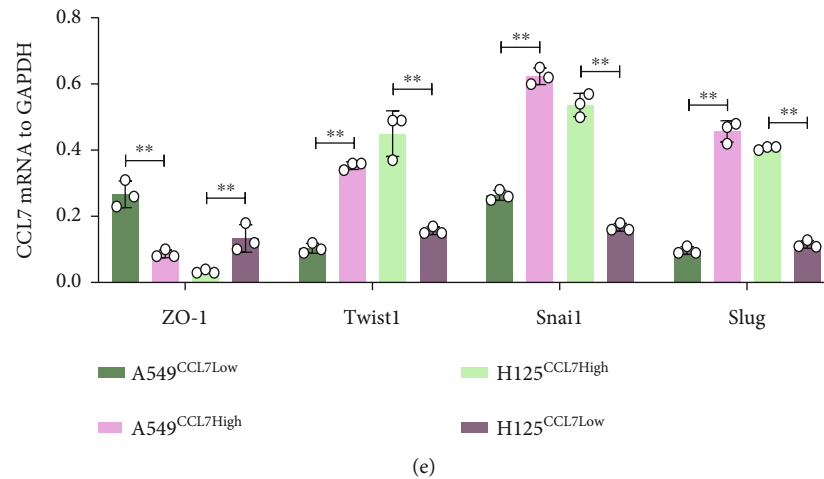 CCL7 mRNA to GAPDH
0.8
0.6
0.4
0.2
0.0
** ** ** ** ** ** ** **
ZO-1 Twist1 Snai1 Slug
A549CCL7Low H125CCL7High
A549CCL7High H125CCL7Low
(e)